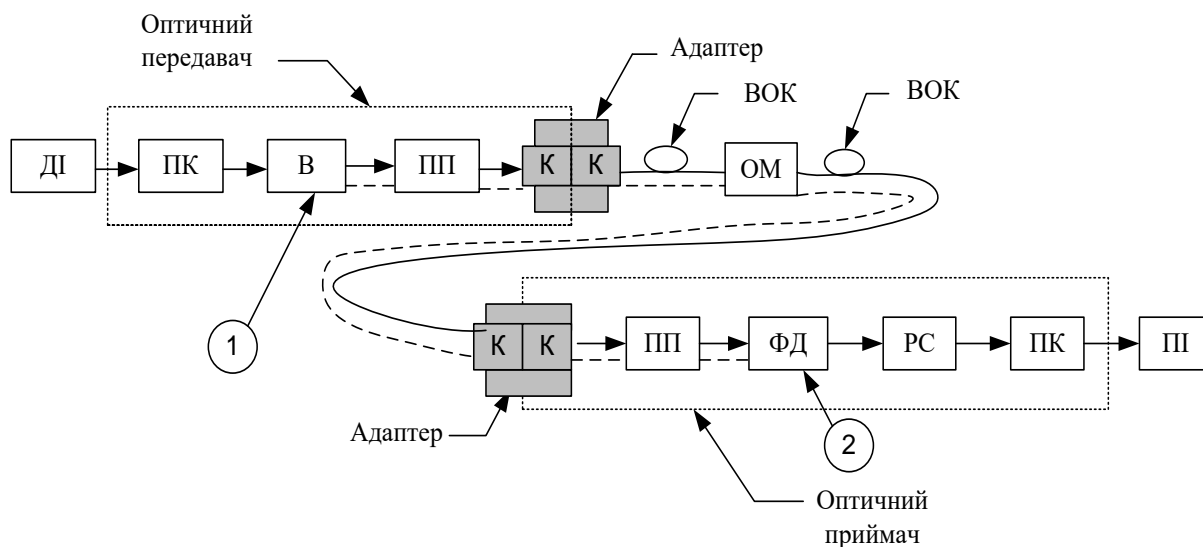 Оптичний
передавач
Адаптер
ВОК
ВОК
ДІ
ПК
В
ПП
К
К
ОМ
1
К
К
ПП
ФД
РС
ПК
ПІ
Адаптер
2
Оптичний
приймач